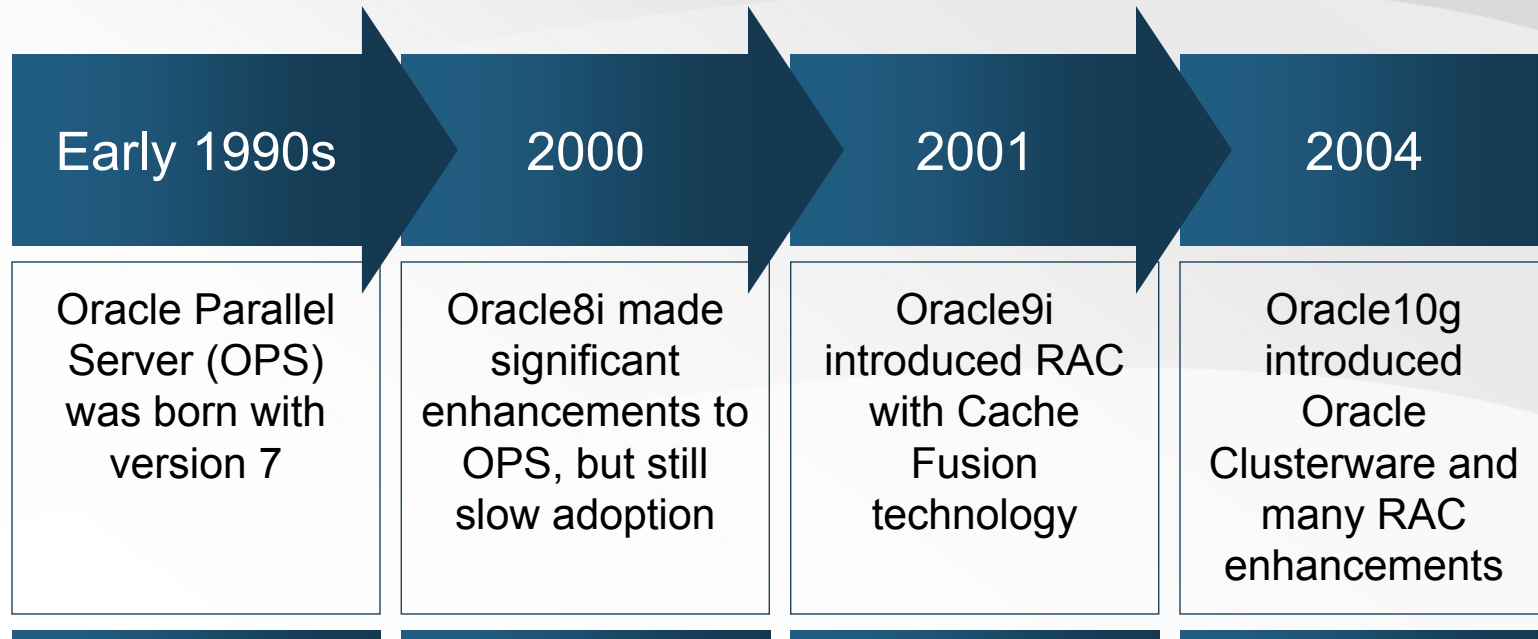 Early 1990s
2000
2001
2004
Oracle Parallel
Server (OPS)
was born with
version 7
Oracle8i made
significant
enhancements to
OPS, but still
slow adoption
Oracle9i
introduced RAC
with Cache
Fusion
technology
Oracle10g
introduced
Oracle
Clusterware and
many RAC
enhancements